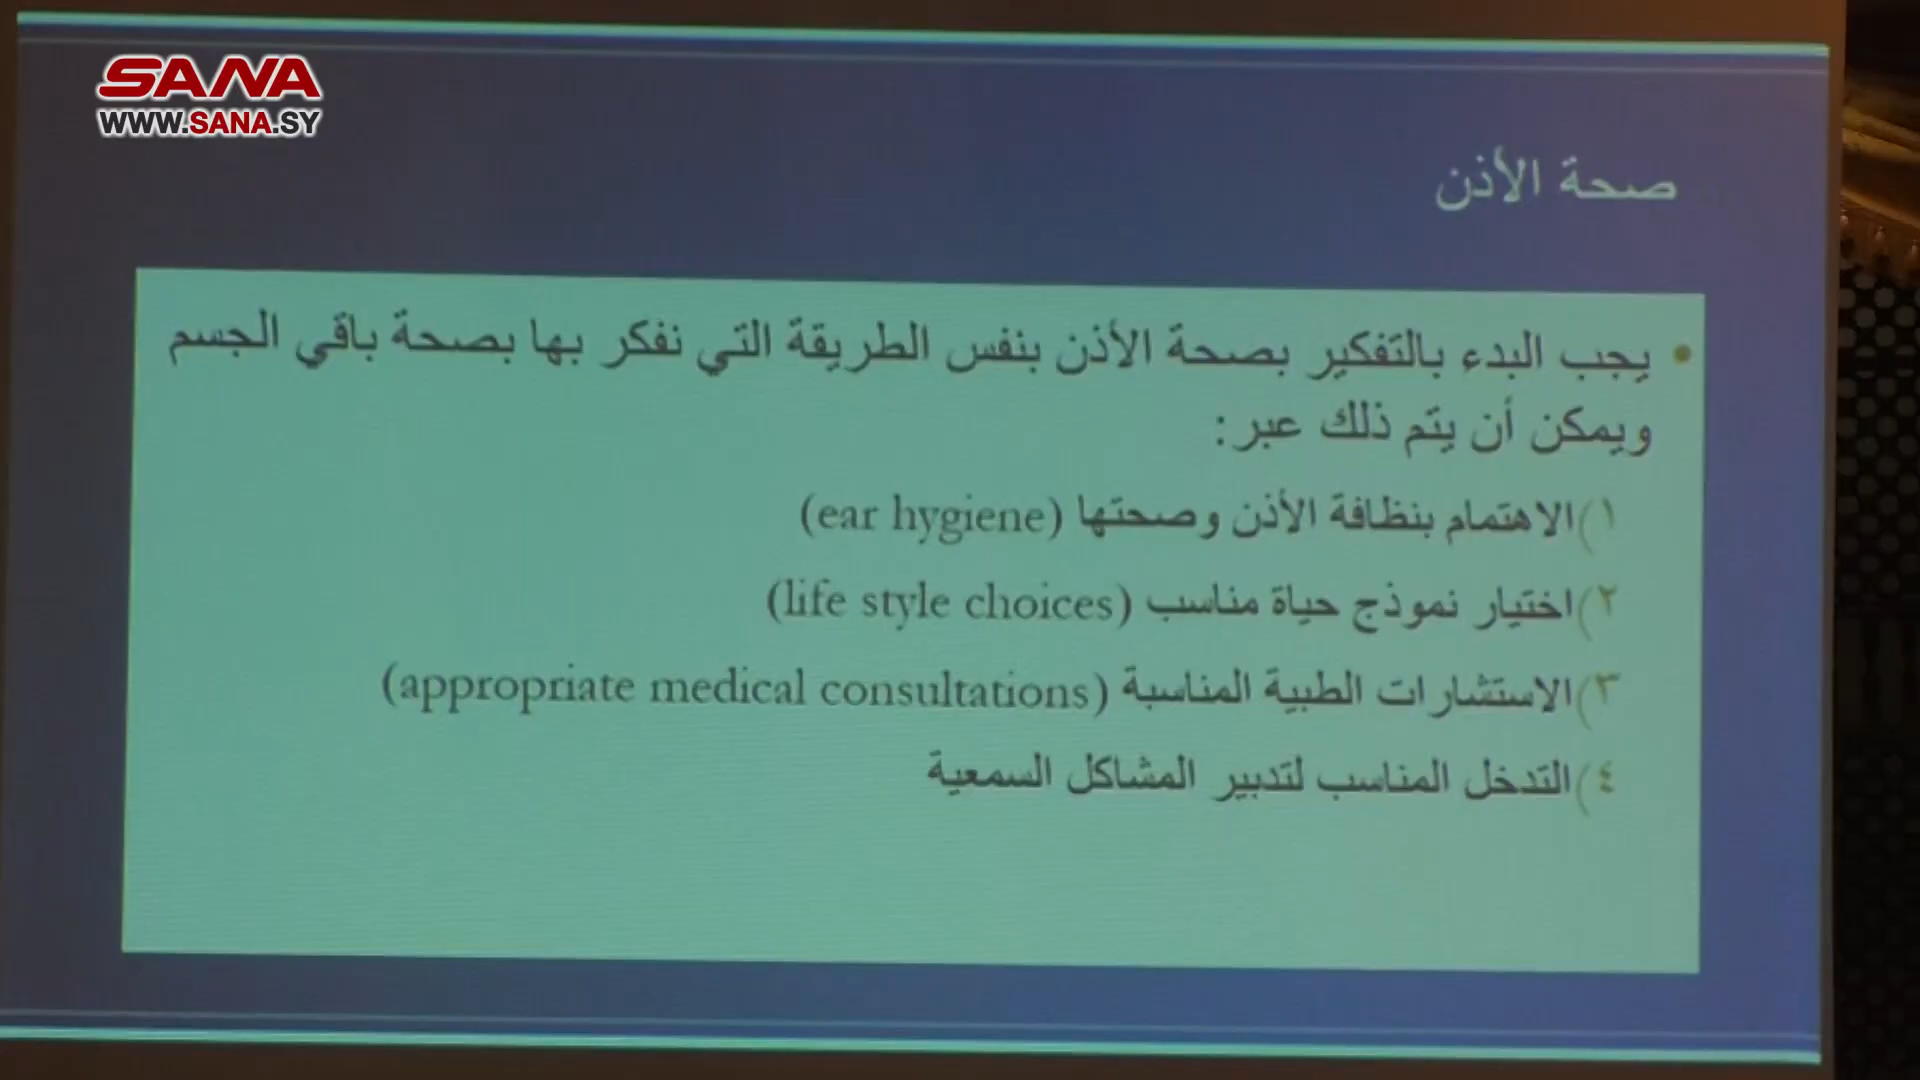 SANA
WWW.SANA.SY
صحة الأذن
• يجب البدء بالتفكير بصحة الأذن بنفس الطريقة التي نفكر بها بصحة باقي الجسم
ويمكن أن يتم ذلك عبر:
١) الاهتمام بنظافة الأذن وصحتها (ear hygiene)
٢) اختيار نموذج حياة مناسب (life style choices)
٣) الاستشارات الطبية المناسبة (appropriate medical consultations)
٤) التدخل المناسب لتدبير المشاكل السمعية